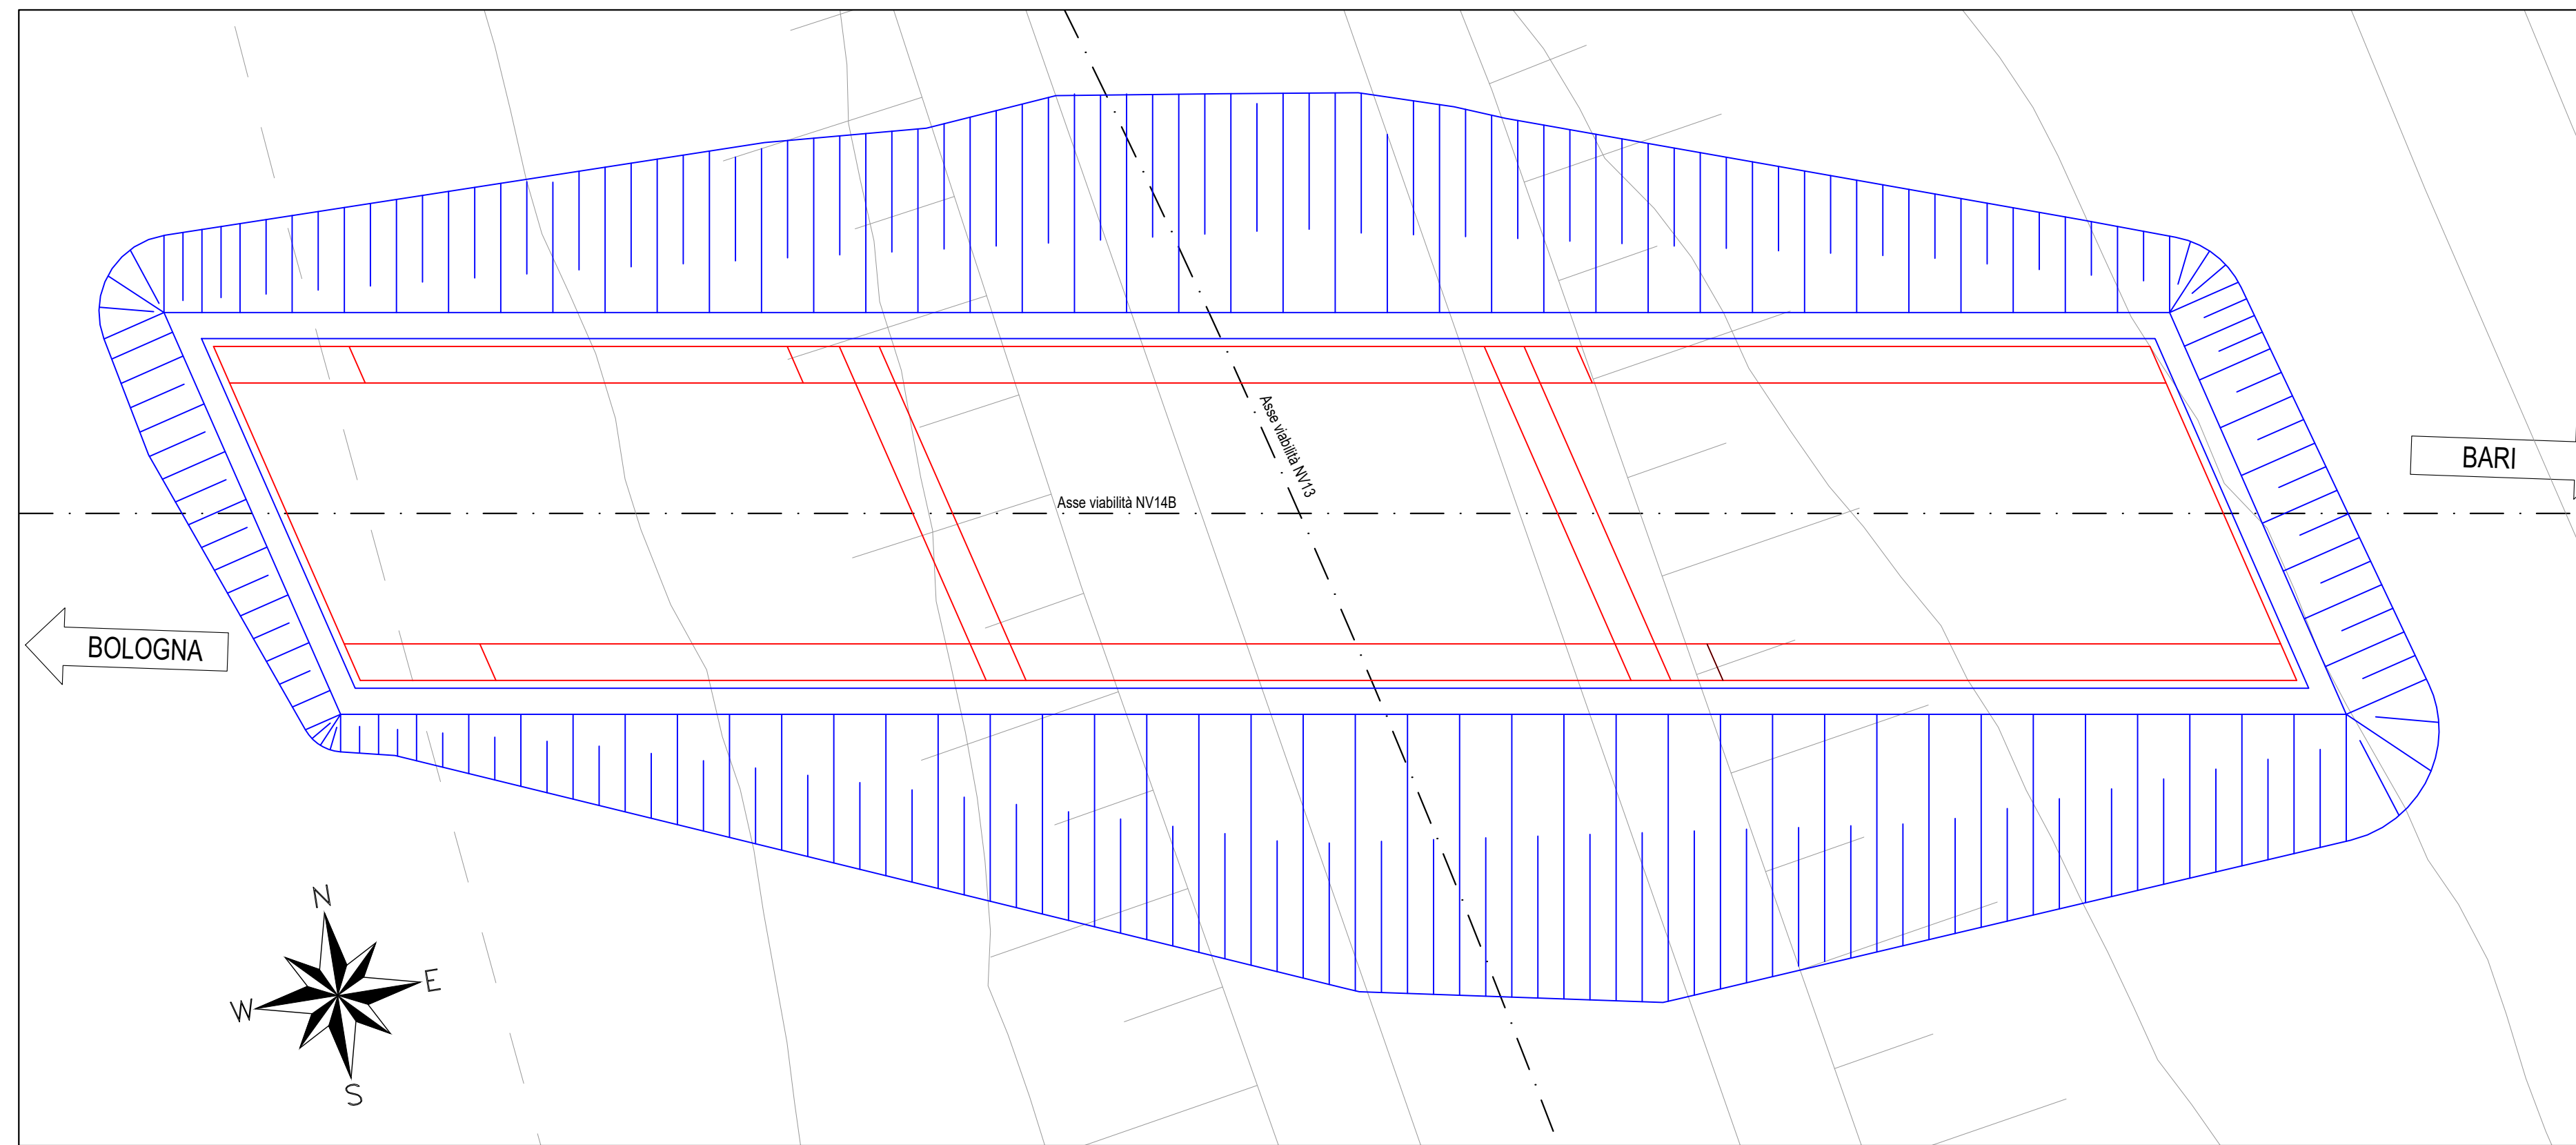 Asse viabilità NV13
BARI
Asse viabilità NV14B
BOLOGNA
N
E
W
S